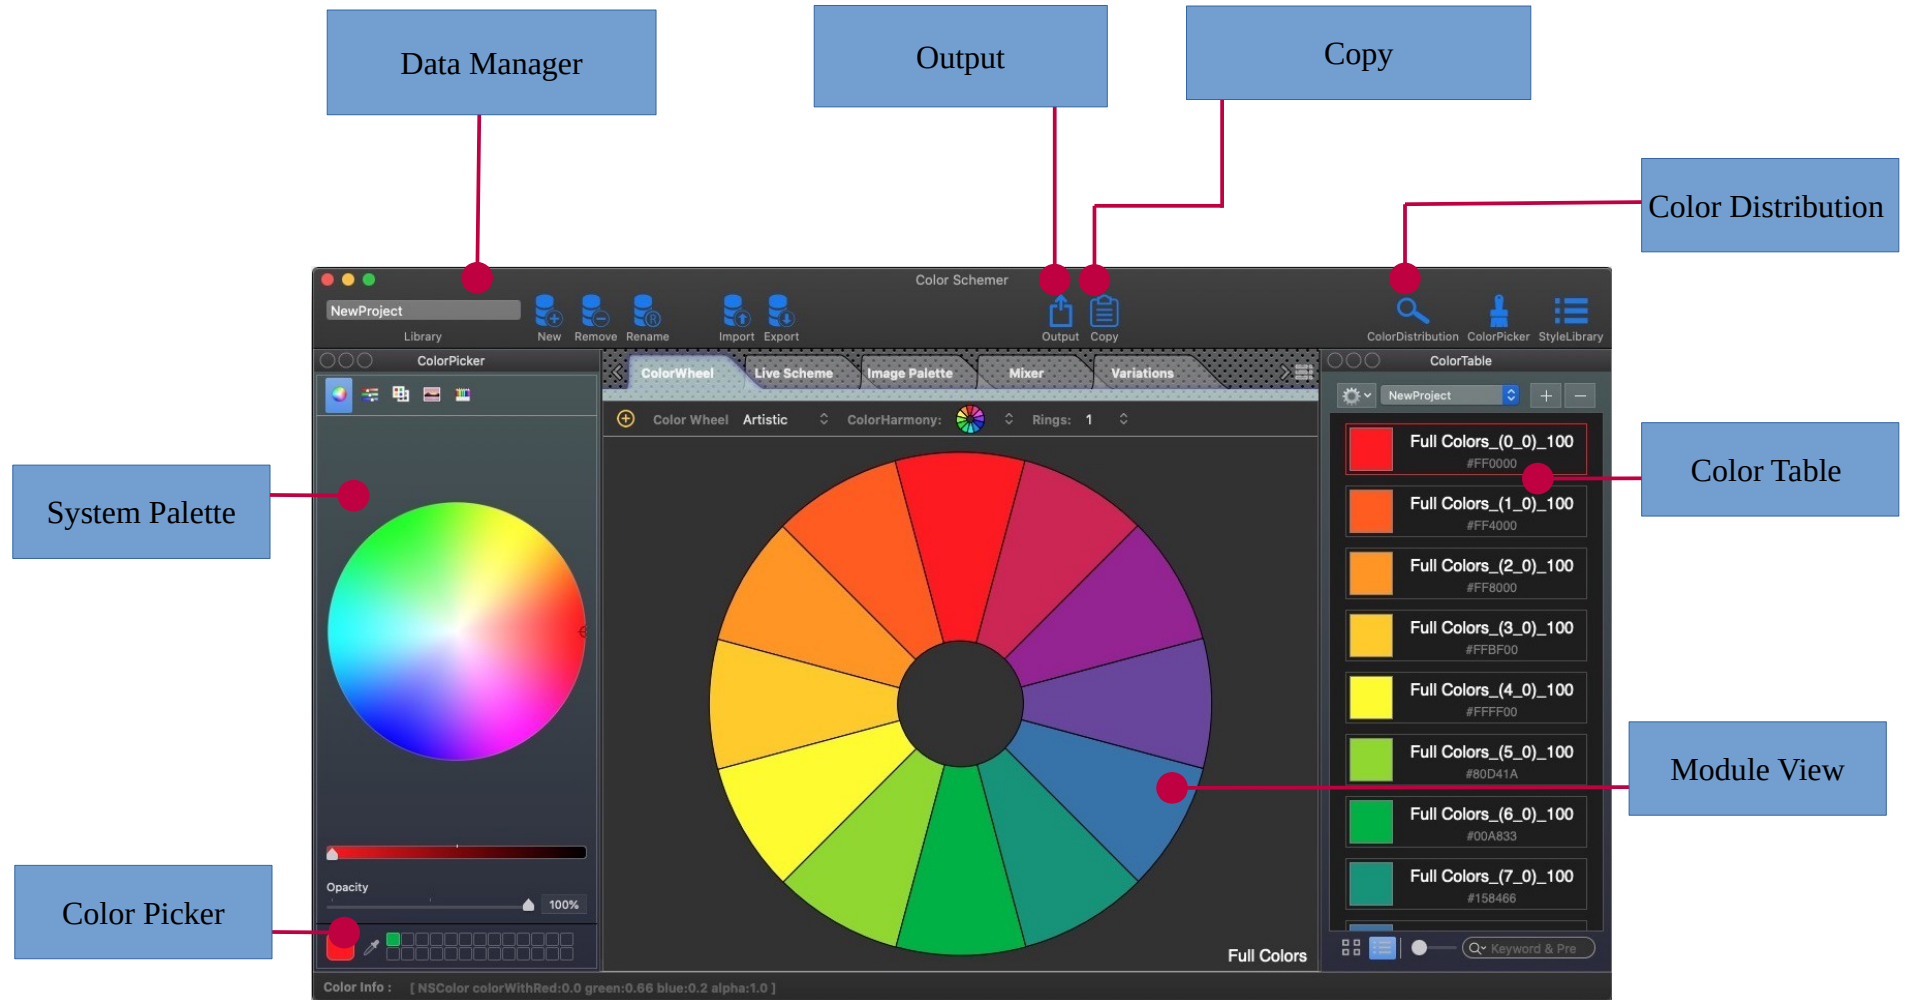 Data Manager
Output
Copy
Color Distribution
Color Schemer
NewProject
Library
New
Remove
Rename
Import
Export
Output
Copy
ColorDistribution
ColorPicker
StyleLibrary
ColorPicker
ColorWheel
Live Scheme
Image Palette
Mixer
Variations
ColorTable
Color Wheel Artistic
ColorHarmony:
Rings: 1
NewProject
Full Colors_(0_0)_100
#FF0000
Color Table
System Palette
Full Colors_(1_0)_100
#FF4000
Full Colors_(2_0)_100
#FF8000
Full Colors_(3_0)_100
#FFBF00
Full Colors_(4_0)_100
#FFFF00
Full Colors_(5_0)_100
#80D41A
Module View
Full Colors_(6_0)_100
#00A833
Full Colors_(7_0)_100
#158466
Opacity
100%
Color Picker
Full Colors
Keyword & Pre
Color Info : [ NSColor colorWithRed:0.0 green:0.66 blue:0.2 alpha:1.0 ]